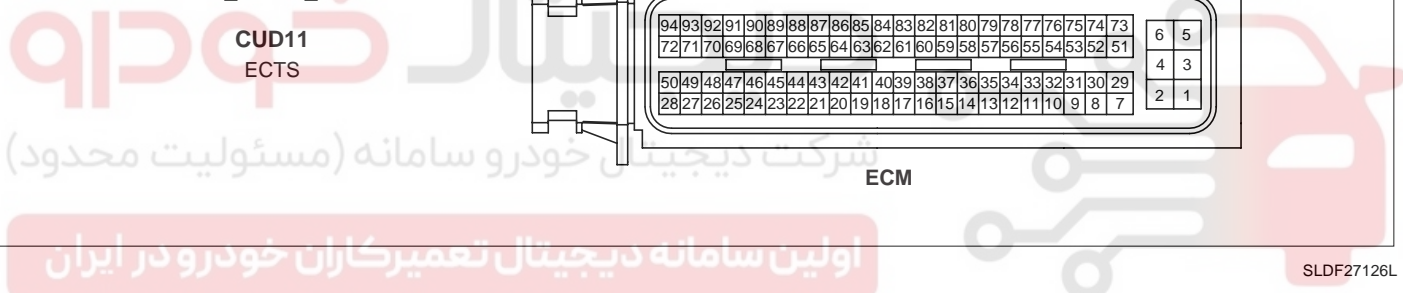 دیجیتال خودرو
CUD11
ECTS
94 93 92 91 90 89 88 87 86 85 84 83 82 81 80 79 78 77 76 75 74 73
72 71 70 69 68 67 66 65 64 63 62 61 60 59 58 57 56 55 54 53 52 51
50 49 48 47 46 45 44 43 42 41 40 39 38 37 36 35 34 33 32 31 30 29
28 27 26 25 24 23 22 21 20 19 18 17 16 15 14 13 12 11 10 9 8 7
6 5
4 3
2 1
شرکت دیجیتال خودرو سامانه (مسئولیت محدود)
ECM
اولین سامانه دیجیتال تعمیرکاران خودرو در ایران
SLDF27126L